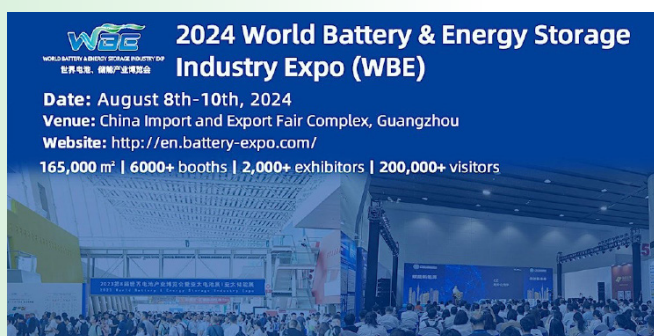 WBE
WORLD BATTERY & ENERGY STORAGE INDUSTRY EXPO
世界电池、储能产业博览会
2024 World Battery & Energy Storage
Industry Expo (WBE)
Date: August 8th-10th, 2024
Venue: China Import and Export Fair Complex, Guangzhou
Website: http://en.battery-expo.com/
165,000 ㎡ | 6000+ booths | 2,000+ exhibitors | 200,000+ visitors